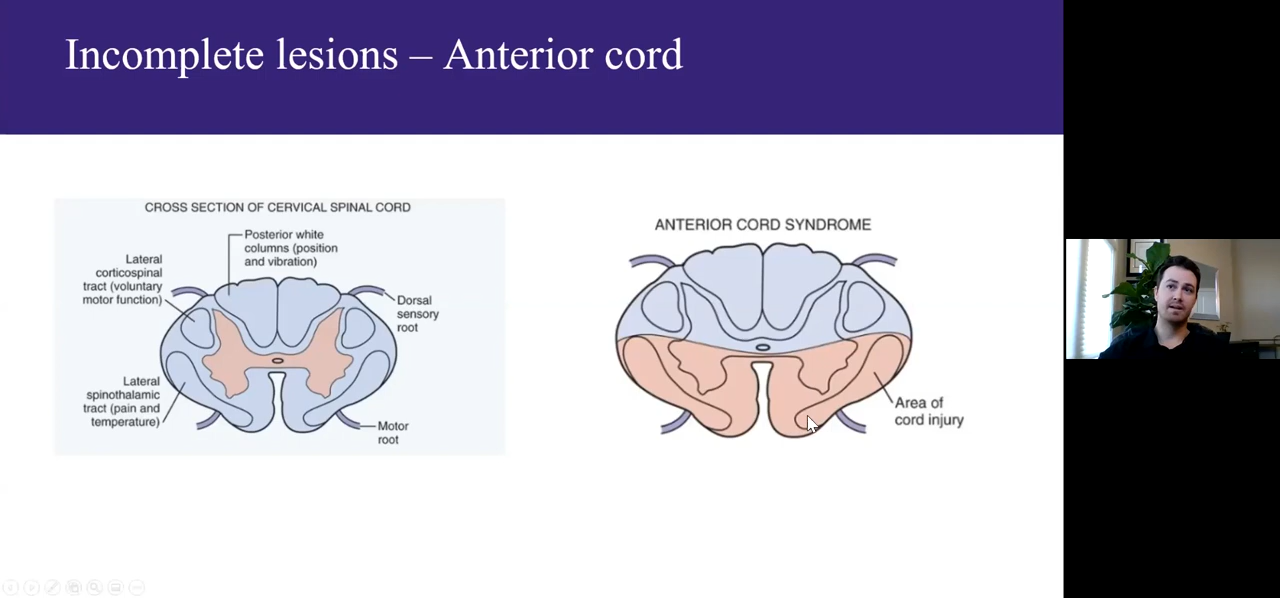 Incomplete lesions – Anterior cord
CROSS SECTION OF CERVICAL SPINAL CORD
Posterior white
columns (position
and vibration)
Lateral
corticospinal
tract (voluntary
motor function)
Dorsal
sensory
root
Lateral
spinothalamic
tract (pain and
temperature)
Motor
root
ANTERIOR CORD SYNDROME
Area of
cord injury